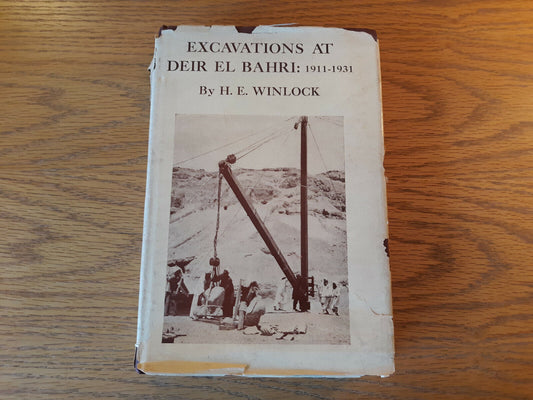 EXCAVATIONS AT
DEIR EL BAHRI: 1911-1931
By H. E. WINLOCK